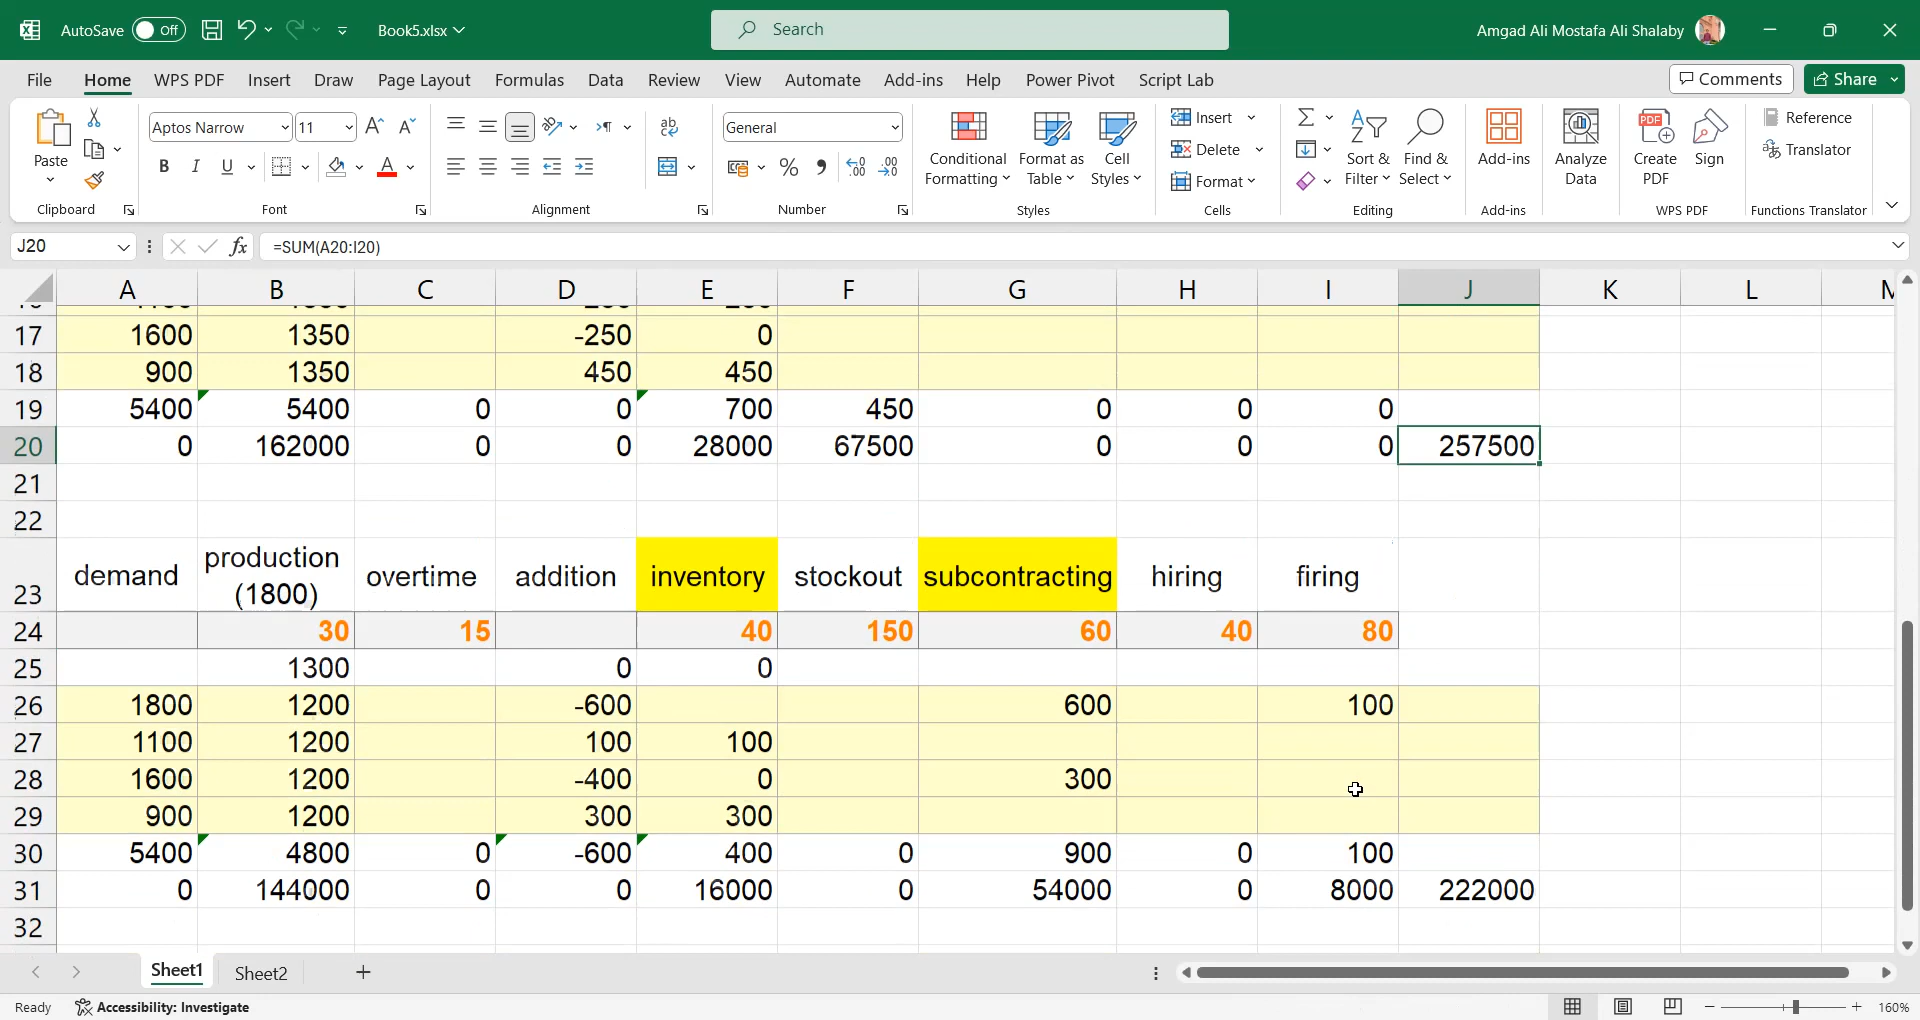 AutoSave Off Book5.xlsx Search Amgad Ali Mostafa Ali Shalaby
File Home WPS PDF Insert Draw Page Layout Formulas Data Review View Automate Add-ins Help Power Pivot Script Lab Comments Share
Paste Aptos Narrow 11 General Conditional Formatting Format as Table Cell Styles Insert Delete Format Sort & Filter Find & Select Add-ins Analyze Data Create PDF Sign Reference Translator
Clipboard Font Alignment Number Styles Cells Editing Add-ins WPS PDF Functions Translator
J20 fx =SUM(A20:I20)
A B C D E F G H I J K L
17 1600 1350 -250 0
18 900 1350 450 450
19 5400 5400 0 0 700 450 0 0 0
20 0 162000 0 0 28000 67500 0 0 0 257500
21
22
23 demand production (1800) overtime addition inventory stockout subcontracting hiring firing
24 30 15 40 150 60 40 80
25 1300 0 0
26 1800 1200 -600 600 100
27 1100 1200 100 100
28 1600 1200 -400 0 300
29 900 1200 300 300
30 5400 4800 0 -600 400 0 900 0 100
31 0 144000 0 0 16000 0 54000 0 8000 222000
32
Sheet1 Sheet2
Ready Accessibility: Investigate 160%